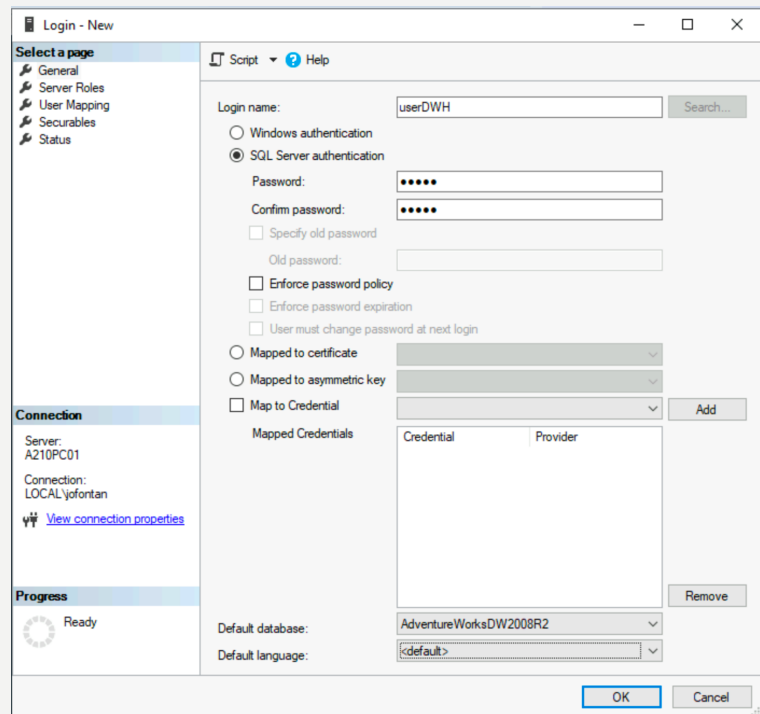 Login - New
Select a page
General
Server Roles
User Mapping
Securables
Status
Script
Help
Login name:
userDWH
Search...
Windows authentication
SQL Server authentication
Password:
●●●●●
Confirm password:
●●●●●
Specify old password
Old password:
Enforce password policy
Enforce password expiration
User must change password at next login
Mapped to certificate
Mapped to asymmetric key
Map to Credential
Add
Mapped Credentials
Credential Provider
Remove
Default database:
AdventureWorksDW2008R2
Default language:
<default>
Connection
Server:
A210PC01
Connection:
LOCAL\jofontan
View connection properties
Progress
Ready
OK
Cancel